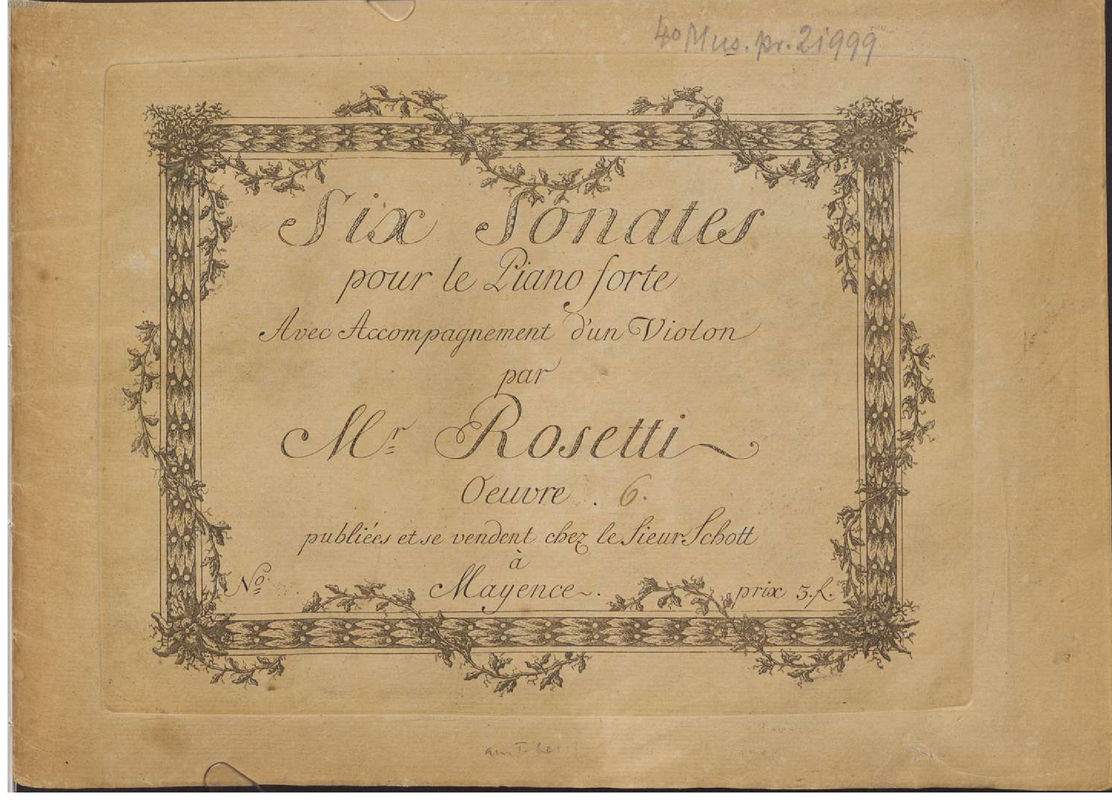 4o Mus. pr. 21999
Six Sonates
pour le Piano forte
Avec Accompagnement d'un Violon
par
Mr Rosetti
Oeuvre . 6.
publiées et se vendent chez le Sieur Schott
à
No. Mayence. prix 3.f.